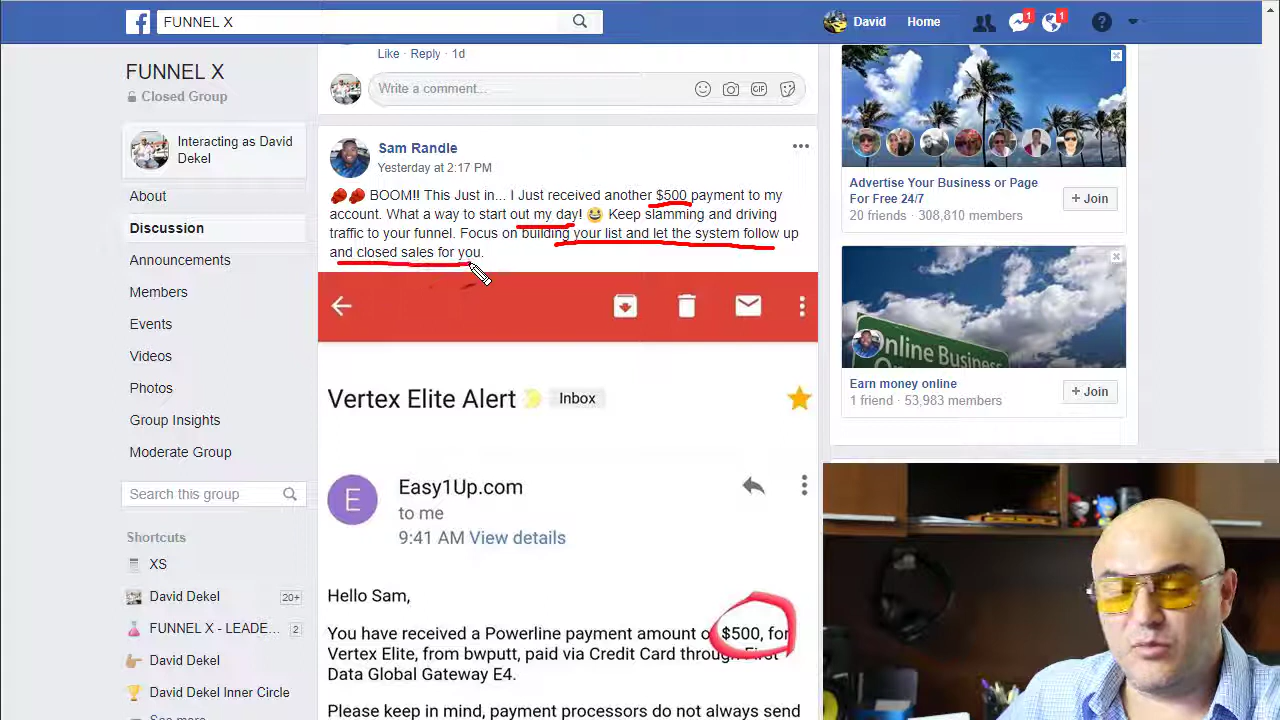 FUNNEL X
David
Home
1
1
FUNNEL X
Closed Group
Interacting as David
Dekel
About
Discussion
Announcements
Members
Events
Videos
Photos
Group Insights
Moderate Group
Search this group
Shortcuts
XS
David Dekel
20+
FUNNEL X - LEADE...
2
David Dekel
David Dekel Inner Circle
See more
Like · Reply · 1d
Write a comment...
GIF
Sam Randle
Yesterday at 2:17 PM
BOOM!! This Just in... I Just received another $500 payment to my
account. What a way to start out my day! Keep slamming and driving
traffic to your funnel. Focus on building your list and let the system follow up
and closed sales for you.
Vertex Elite Alert
Inbox
E
Easy1Up.com
to me
9:41 AM View details
Hello Sam,
You have received a Powerline payment amount of $500, for
Vertex Elite, from bwputt, paid via Credit Card through First
Data Global Gateway E4.
Please keep in mind, payment processors do not always send
Advertise Your Business or Page
For Free 24/7
20 friends · 308,810 members
+ Join
Online Business
Earn money online
1 friend · 53,983 members
+ Join